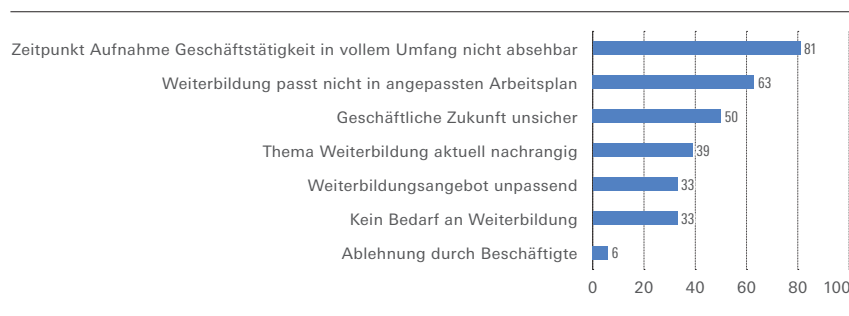 Zeitpunkt Aufnahme Geschäftstätigkeit in vollem Umfang nicht absehbar 81
Weiterbildung passt nicht in angepassten Arbeitsplan 63
Geschäftliche Zukunft unsicher 50
Thema Weiterbildung aktuell nachrangig 39
Weiterbildungsangebot unpassend 33
Kein Bedarf an Weiterbildung 33
Ablehnung durch Beschäftigte 6
0 20 40 60 80 100